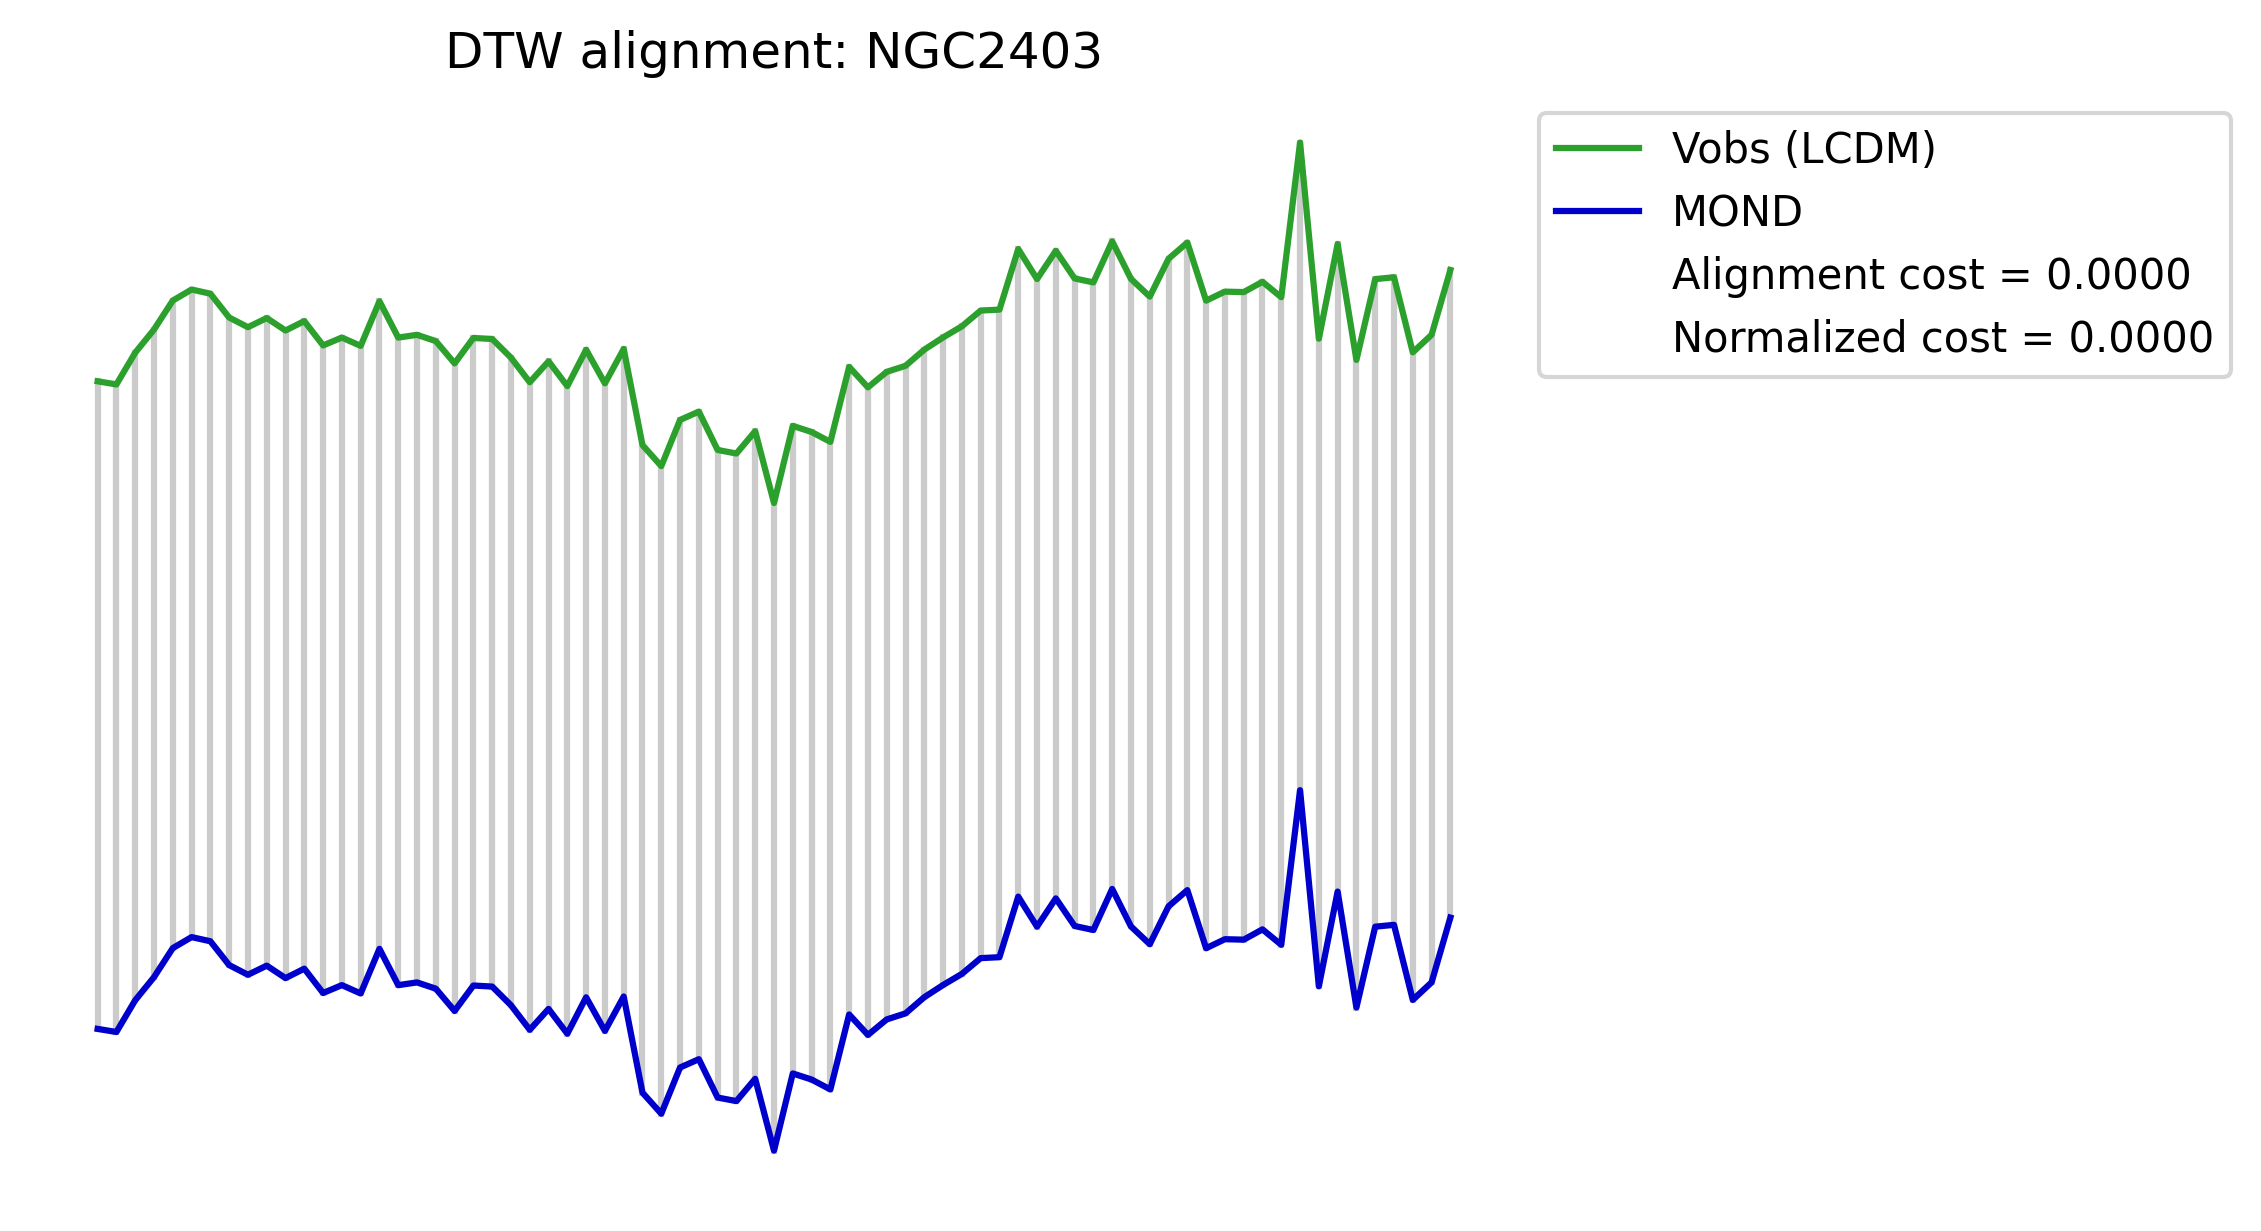 DTW alignment: NGC2403
Vobs (LCDM)
MOND
Alignment cost = 0.0000
Normalized cost = 0.0000